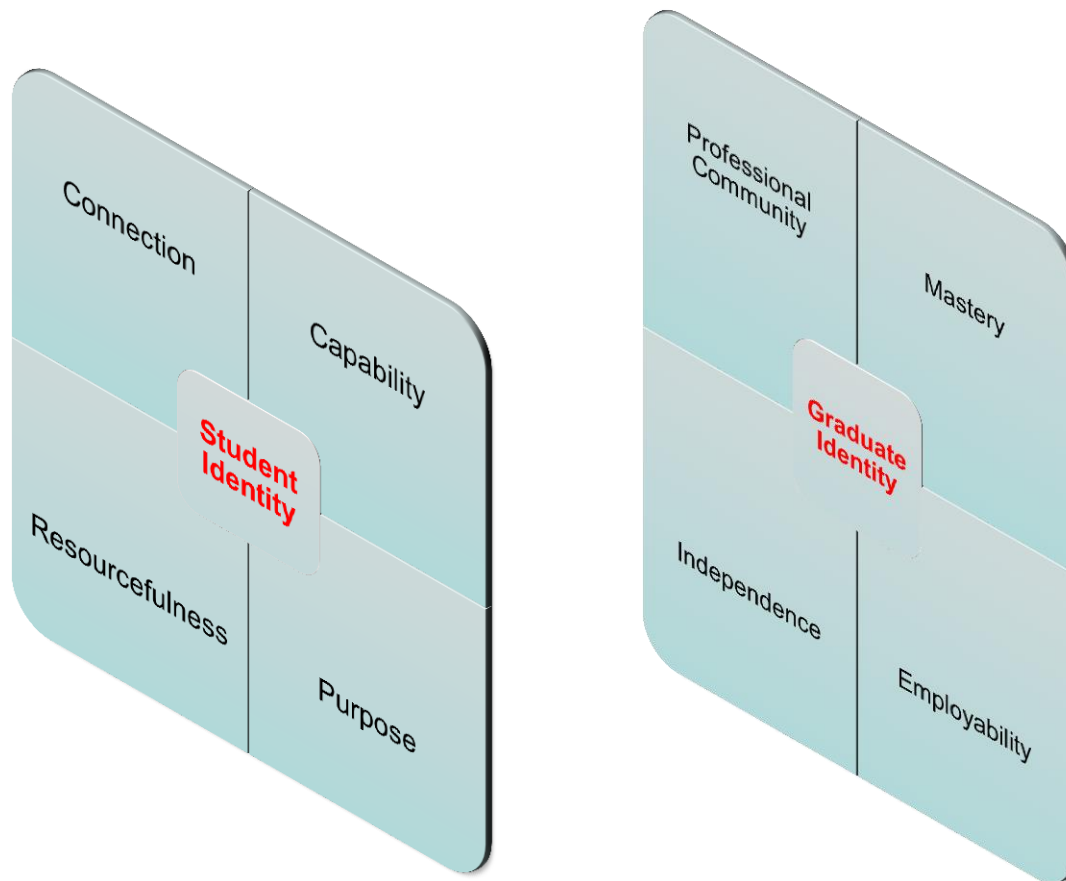 Connection
Capability
Student
Identity
Resourcefulness
Purpose
Professional
Community
Mastery
Graduate
Identity
Independence
Employability